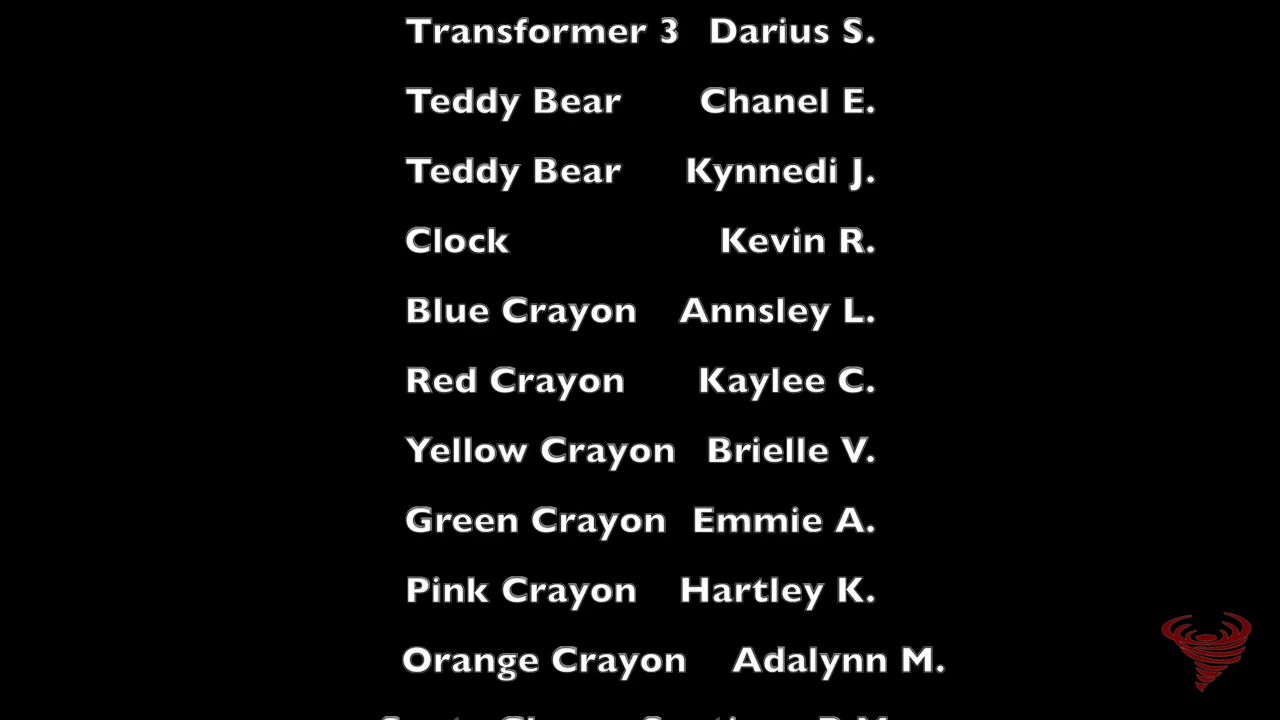 Transformer 3 Darius S.
Teddy Bear Chanel E.
Teddy Bear Kynnedi J.
Clock Kevin R.
Blue Crayon Annsley L.
Red Crayon Kaylee C.
Yellow Crayon Brielle V.
Green Crayon Emmie A.
Pink Crayon Hartley K.
Orange Crayon Adalynn M.